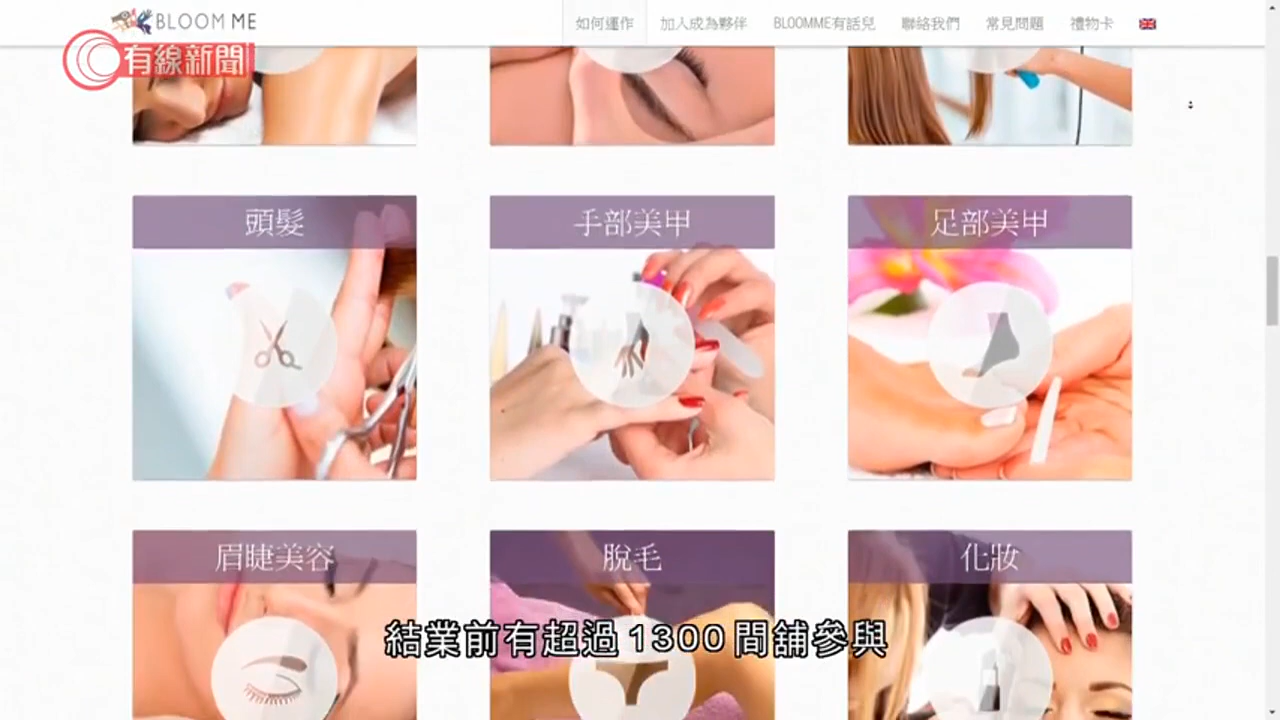 BLOOM ME
如何運作
加入成為夥伴
BLOOMME有話兒
聯絡我們
常見問題
禮物卡
有線新聞
頭髮
手部美甲
足部美甲
眉睫美容
脫毛
化妝
結業前有超過1300間舖參與